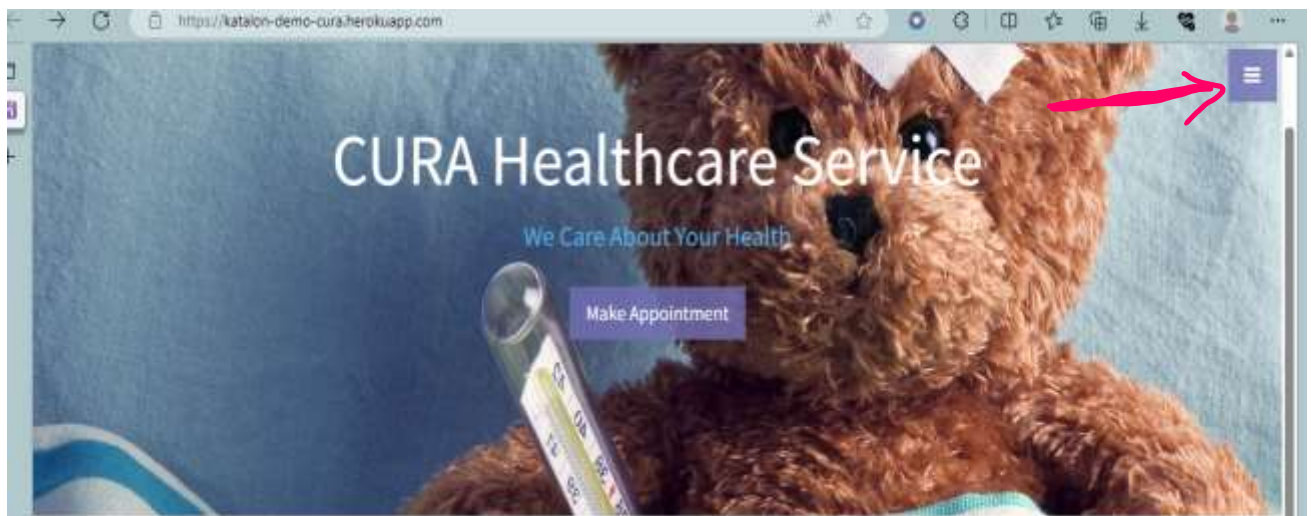 https://katalon-demo-cura.herokuapp.com
CURA Healthcare Service
We Care About Your Health
Make Appointment